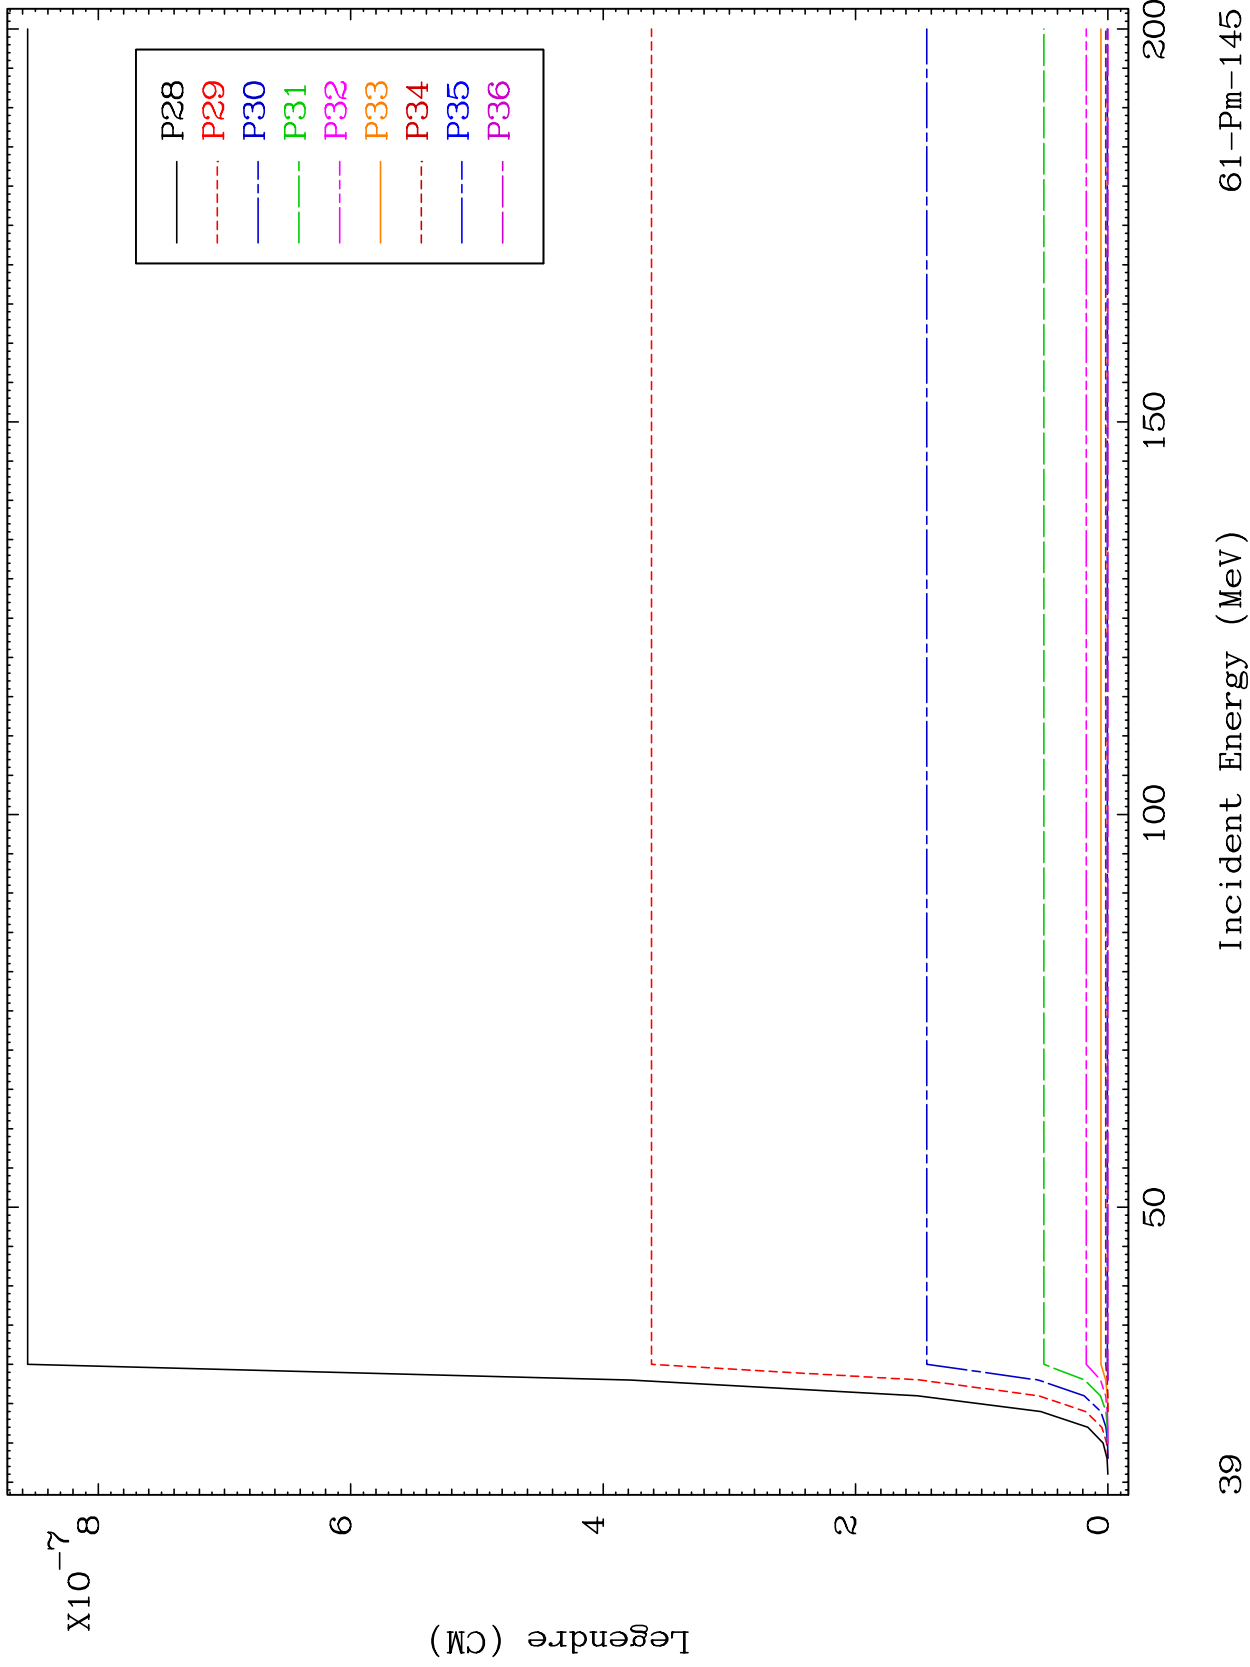 X10-7
8
6
4
2
0
Legendre (CM)
P28
P29
P30
P31
P32
P33
P34
P35
P36
50
100
150
200
39
Incident Energy (MeV)
61-Pm-145